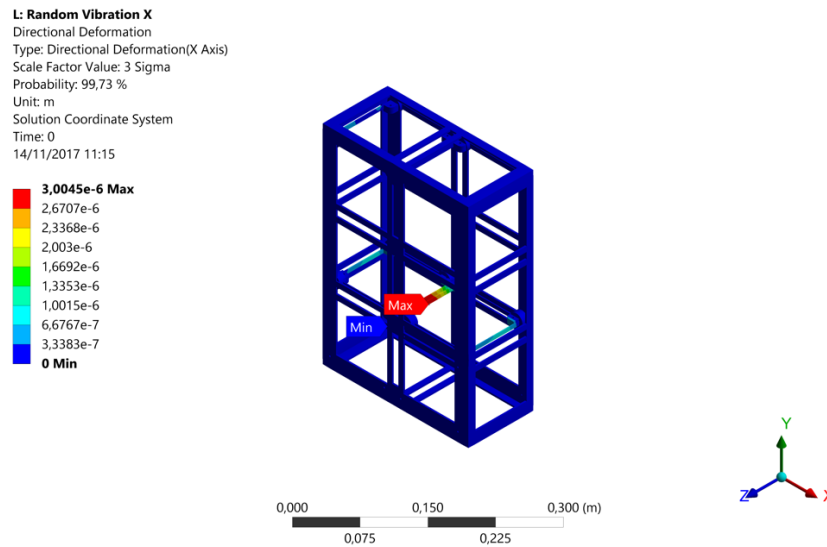 L: Random Vibration X
Directional Deformation
Type: Directional Deformation(X Axis)
Scale Factor Value: 3 Sigma
Probability: 99,73 %
Unit: m
Solution Coordinate System
Time: 0
14/11/2017 11:15
3,0045e-6 Max
2,6707e-6
2,3368e-6
2,003e-6
1,6692e-6
1,3353e-6
1,0015e-6
6,6767e-7
3,3383e-7
0 Min
Max
Min
Y
Z X
0,000 0,150 0,300 (m)
0,075 0,225